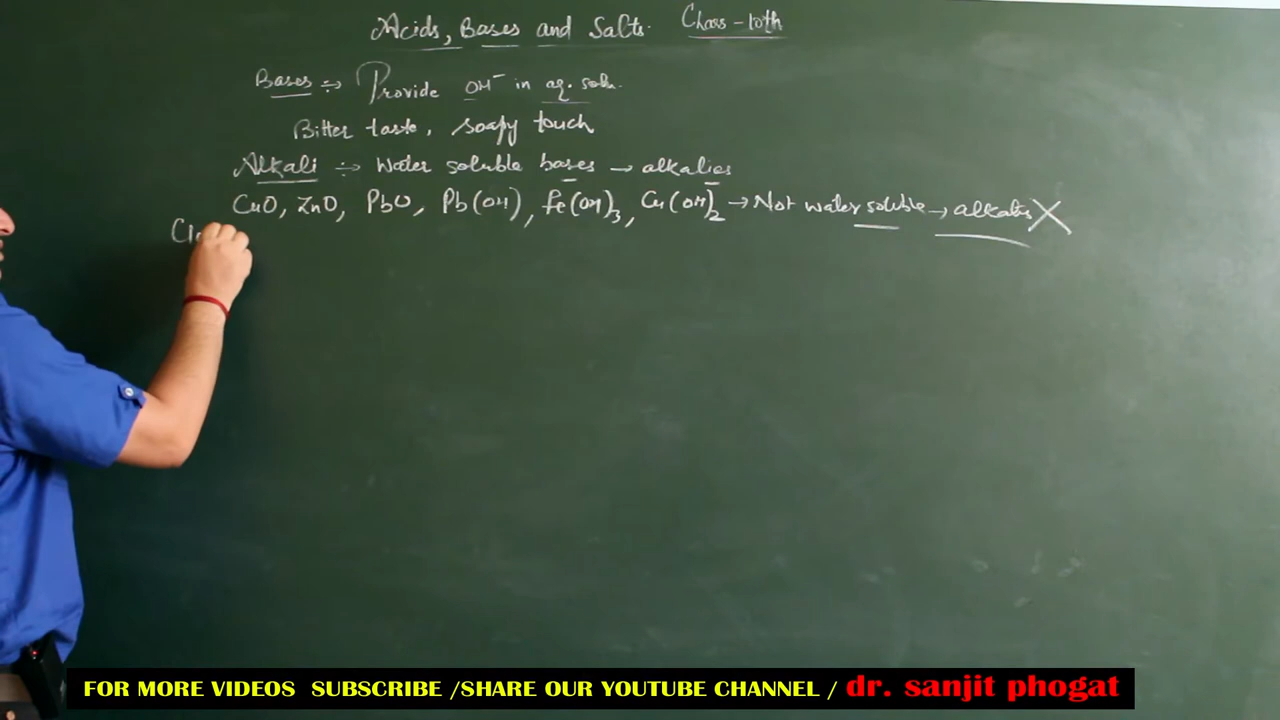 Acids, Bases and Salts. Class - 10th
Bases ÷ Provide OH⁻ in aq. soln.
Bitter taste, soapy touch
Alkali ÷ Water soluble bases → alkalies
CuO, ZnO, PbO, Pb(OH), Fe(OH)₃, Cu(OH)₂ → Not water soluble → alkalis X
Cla
FOR MORE VIDEOS SUBSCRIBE /SHARE OUR YOUTUBE CHANNEL / dr. sanjit phogat